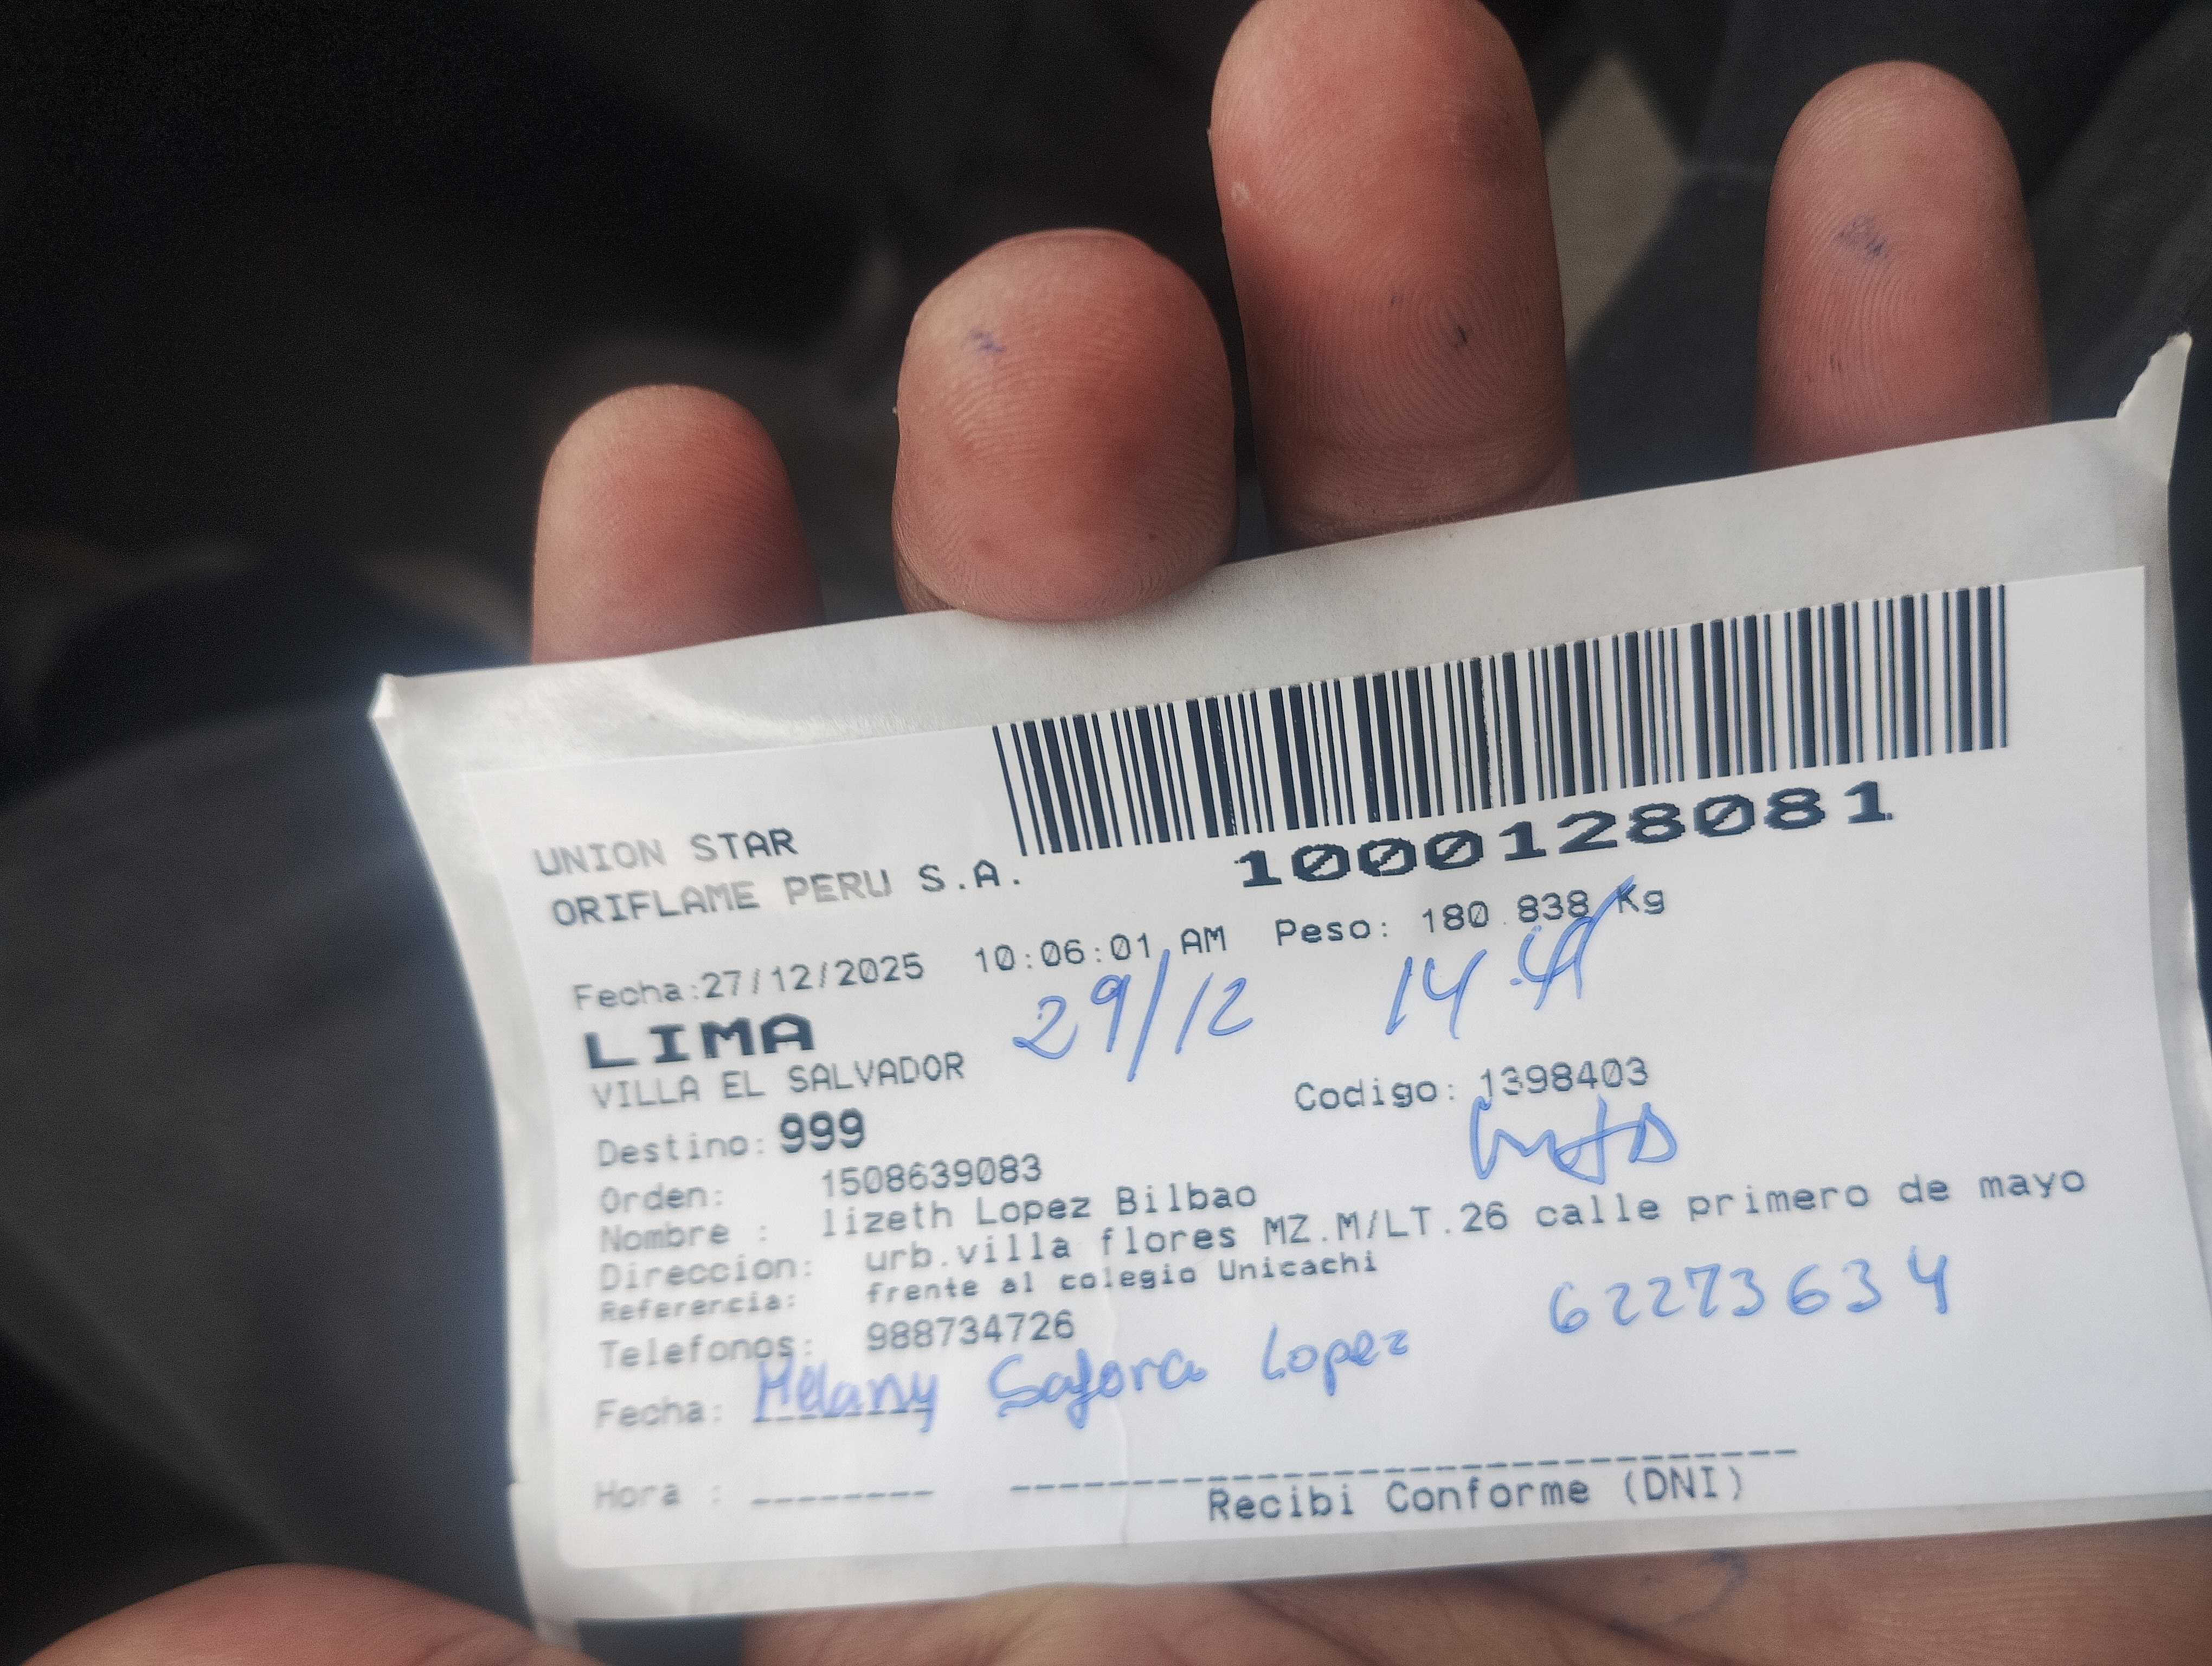 1000128081
UNION STAR
ORIFLAME PERU S.A.
Fecha:27/12/2025 10:06:01 AM Peso: 180.838 Kg
29/12 14
LIMA
VILLA EL SALVADOR
Destino: 999 Codigo: 1398403
Orden: 1508639083
Nombre : lizeth Lopez Bilbao
Direccion: urb.villa flores MZ.M/LT.26 calle primero de mayo
Referencia: frente al colegio Unicachi
Telefonos: 988734726 62273634
Fecha: Melany Safora Lopez
Hora : -------- 
Recibi Conforme (DNI)